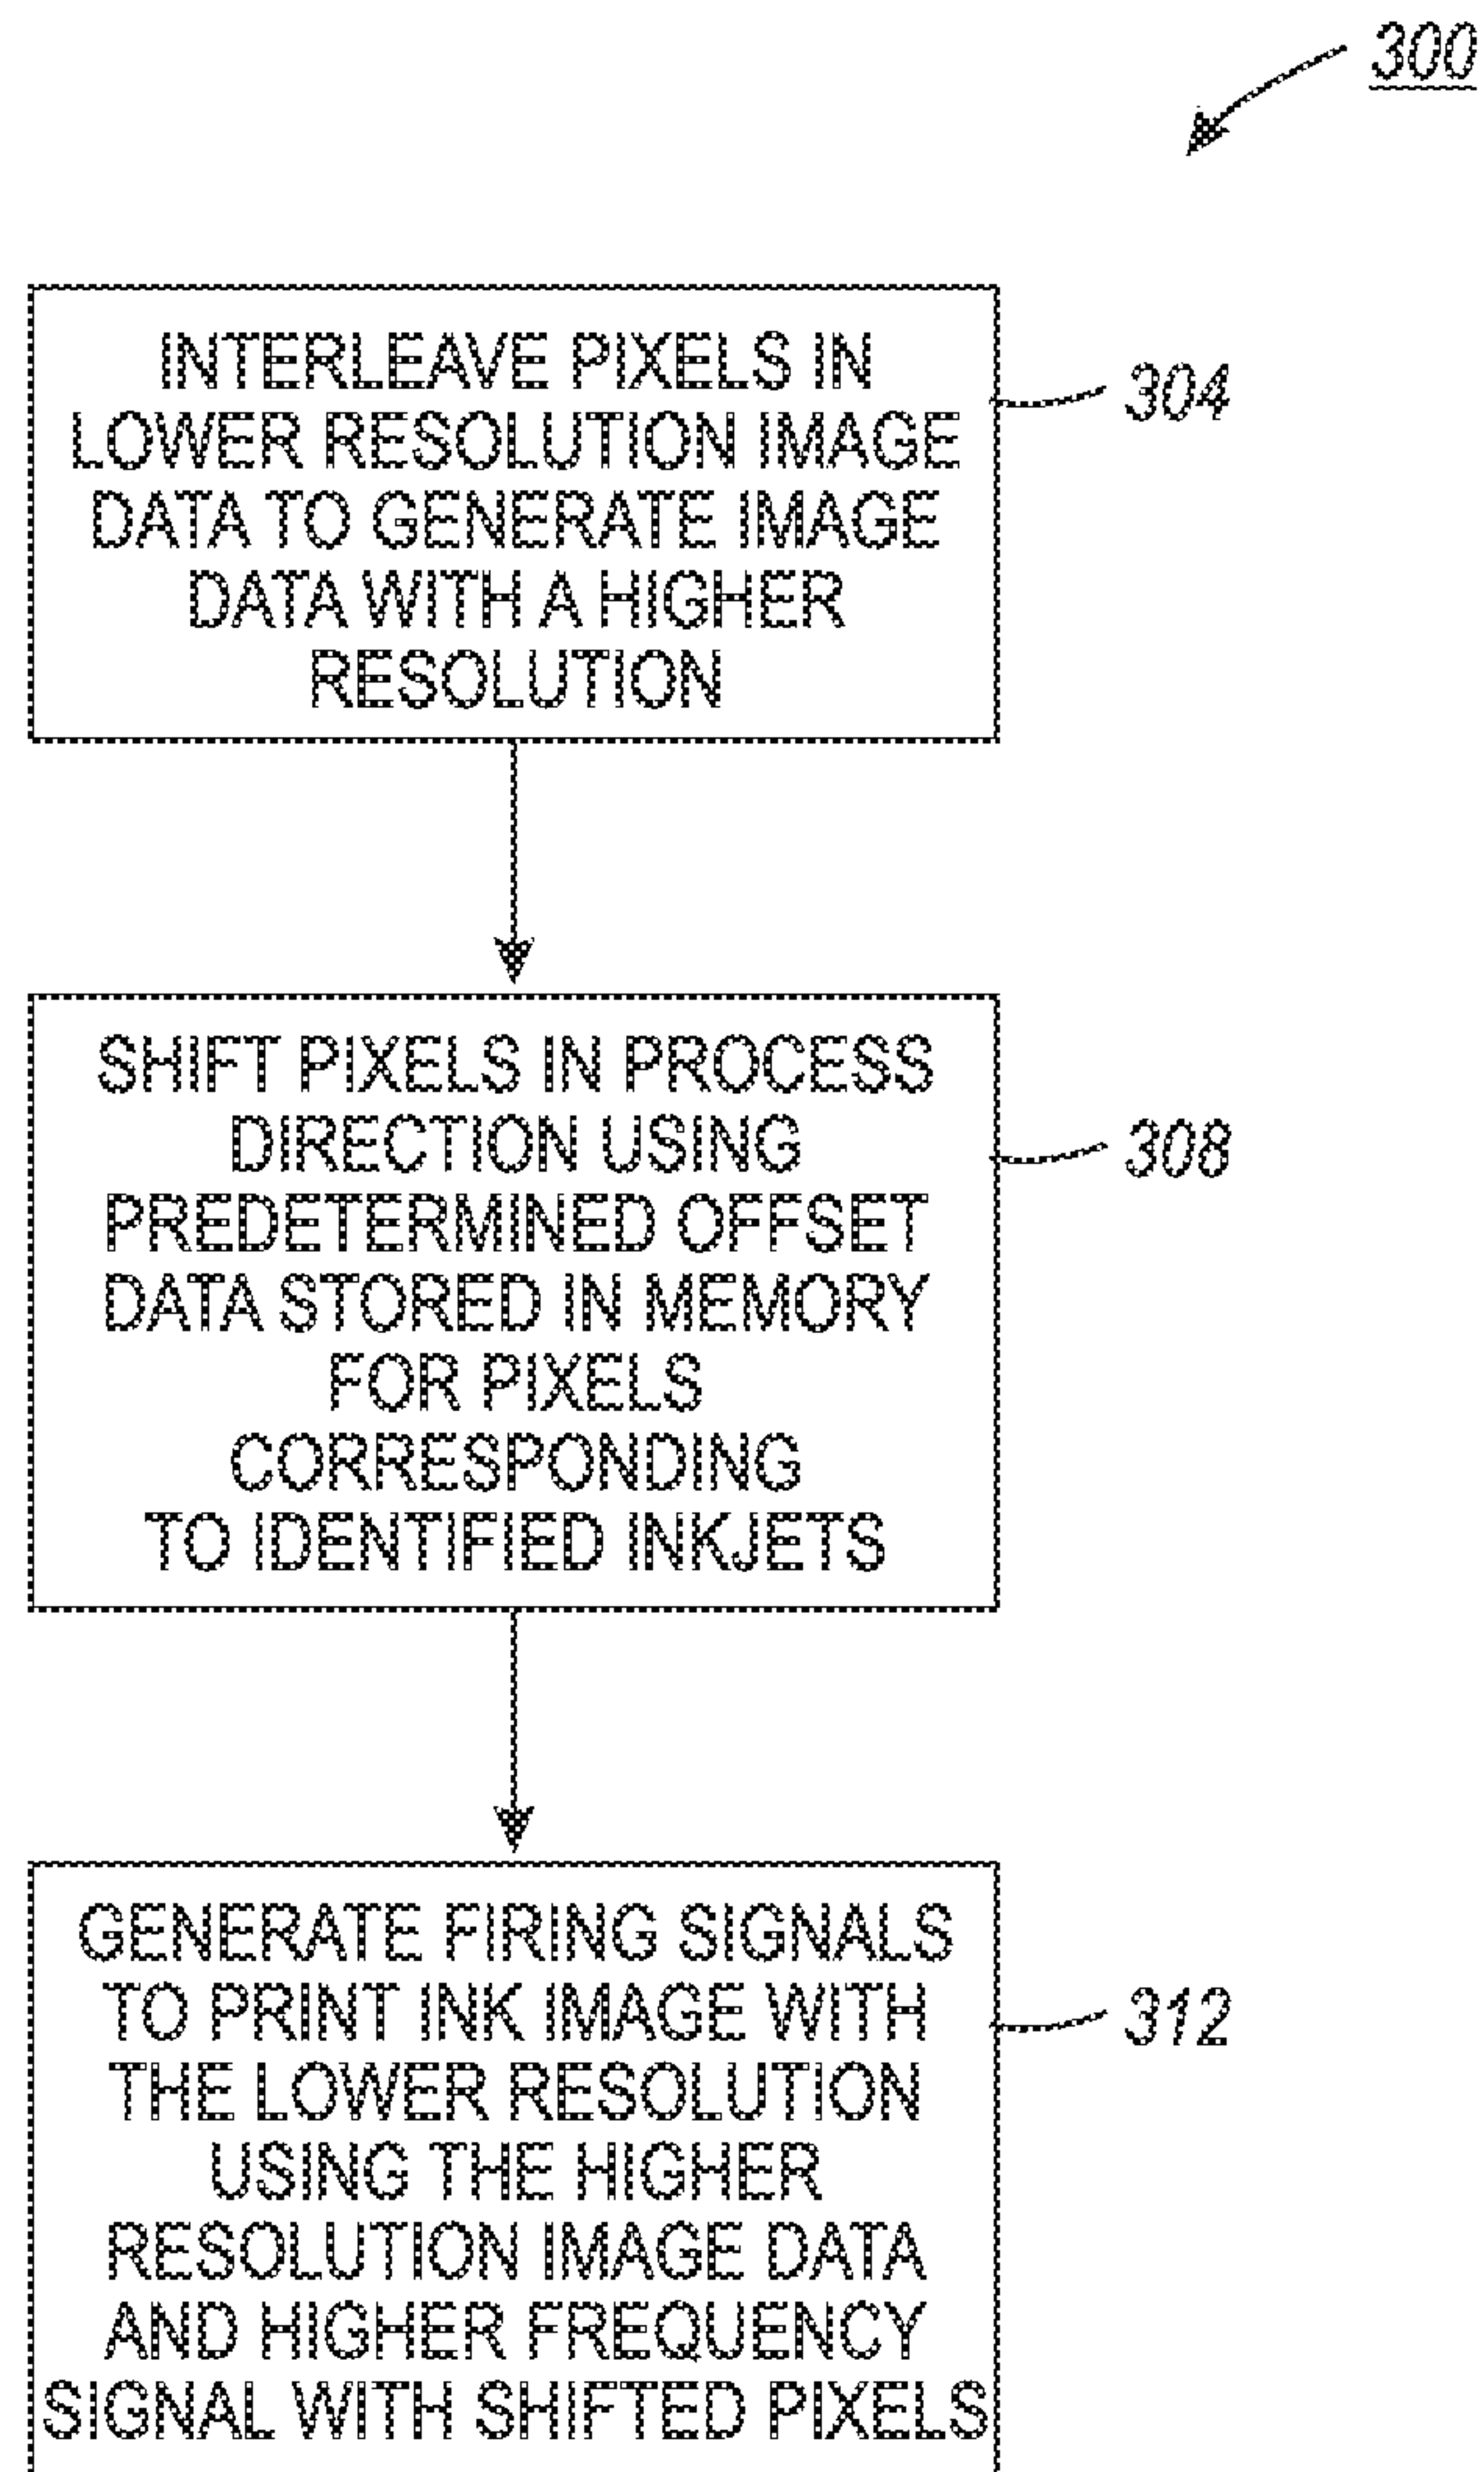 300
INTERLEAVE PIXELS IN
LOWER RESOLUTION IMAGE
DATA TO GENERATE IMAGE
DATA WITH A HIGHER
RESOLUTION
304
SHIFT PIXELS IN PROCESS
DIRECTION USING
PREDETERMINED OFFSET
DATA STORED IN MEMORY
FOR PIXELS
CORRESPONDING
TO IDENTIFIED INKJETS
308
GENERATE FIRING SIGNALS
TO PRINT INK IMAGE WITH
THE LOWER RESOLUTION
USING THE HIGHER
RESOLUTION IMAGE DATA
AND HIGHER FREQUENCY
SIGNAL WITH SHIFTED PIXELS
312